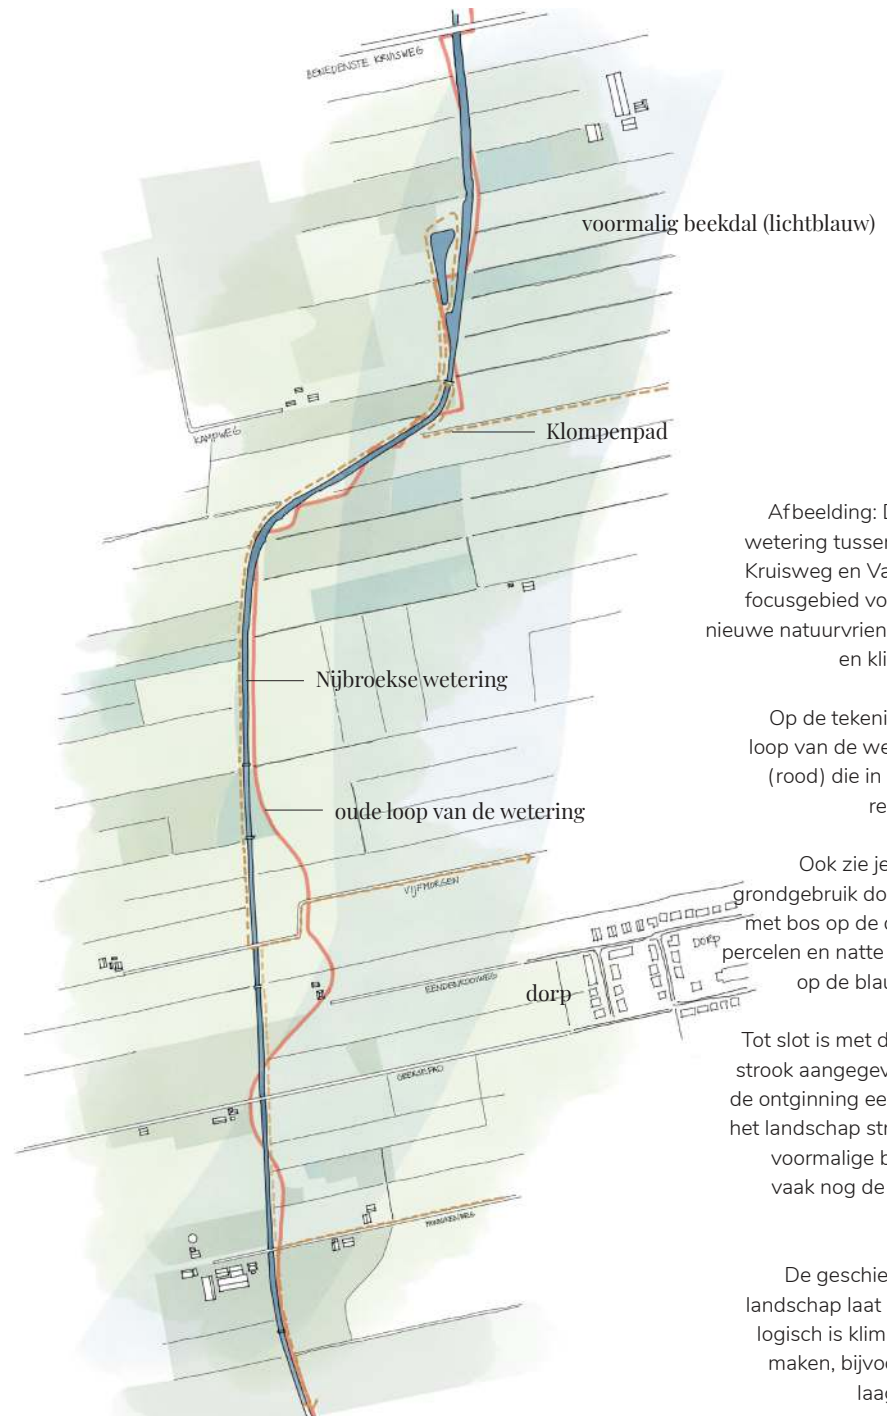 BENEDENSTE KRUISWEG
voormalig beekdal (lichtblauw)
Klompenpad
KAMPWEG
Nijbroekse wetering
oude loop van de wetering
VIJFMORGEN
DORP
EENDENKOOIWEG
dorp
Afbeelding: D
wetering tussen
Kruisweg en Va
focusgebied vo
nieuwe natuurvrien
en kli
Op de tekeni
loop van de we
(rood) die in
re
Ook zie je
grondgebruik do
met bos op de
percelen en natte
op de blau
Tot slot is met d
strook aangegev
de ontginning ee
het landschap str
voormalige b
vaak nog de
De geschie
landschap laat
logisch is klim
maken, bijvoe
laag